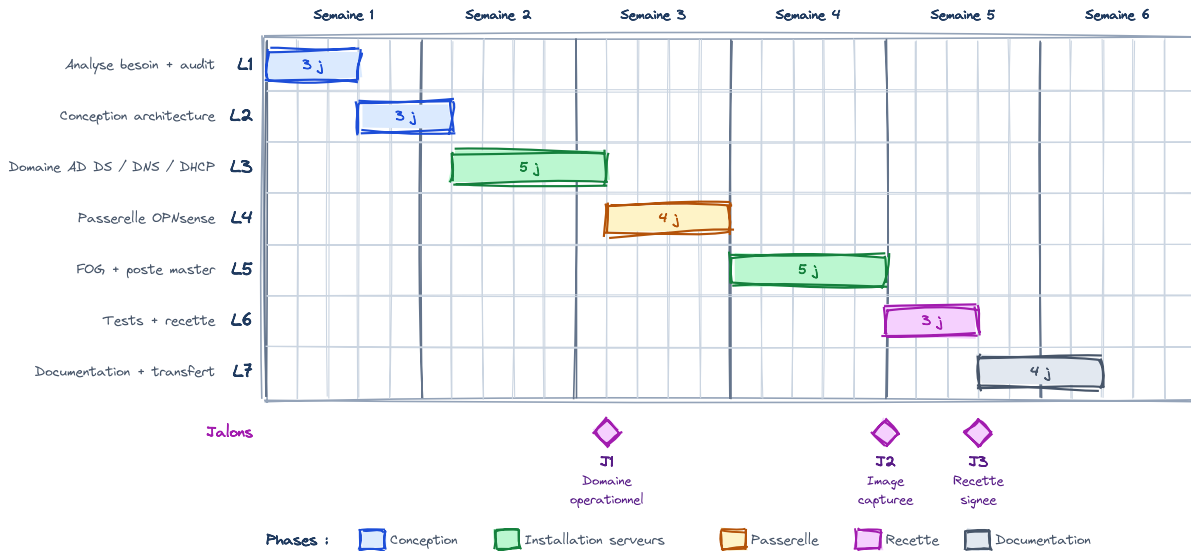 Semaine 1 Semaine 2 Semaine 3 Semaine 4 Semaine 5 Semaine 6
Analyse besoin + audit L1 3 j
Conception architecture L2 3 j
Domaine AD DS / DNS / DHCP L3 5 j
Passerelle OPNsense L4 4 j
FOG + poste master L5 5 j
Tests + recette L6 3 j
Documentation + transfert L7 4 j
Jalons
J1 J2 J3
Domaine Image Recette
operationnel capturee signee
Phases : Conception Installation serveurs Passerelle Recette Documentation